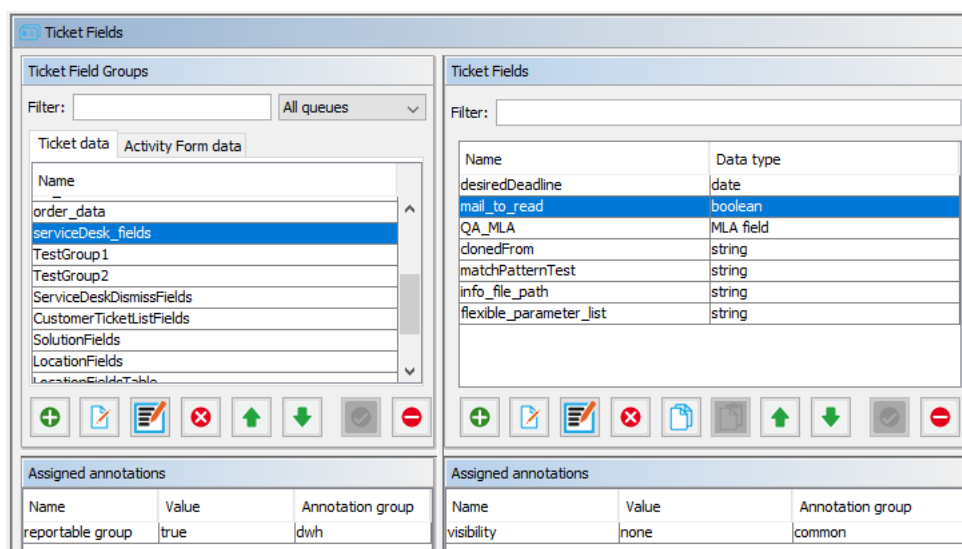 Ticket Fields
Ticket Field Groups
Filter:
All queues
Ticket data
Activity Form data
Name
order_data
serviceDesk_fields
TestGroup1
TestGroup2
ServiceDeskDismissFields
CustomerTicketListFields
SolutionFields
LocationFields
LocationFieldsTable
Ticket Fields
Filter:
Name Data type
desiredDeadline date
mail_to_read boolean
QA_MLA MLA field
clonedFrom string
matchPatternTest string
info_file_path string
flexible_parameter_list string
Assigned annotations
Name Value Annotation group
reportable group true dwh
Assigned annotations
Name Value Annotation group
visibility none common